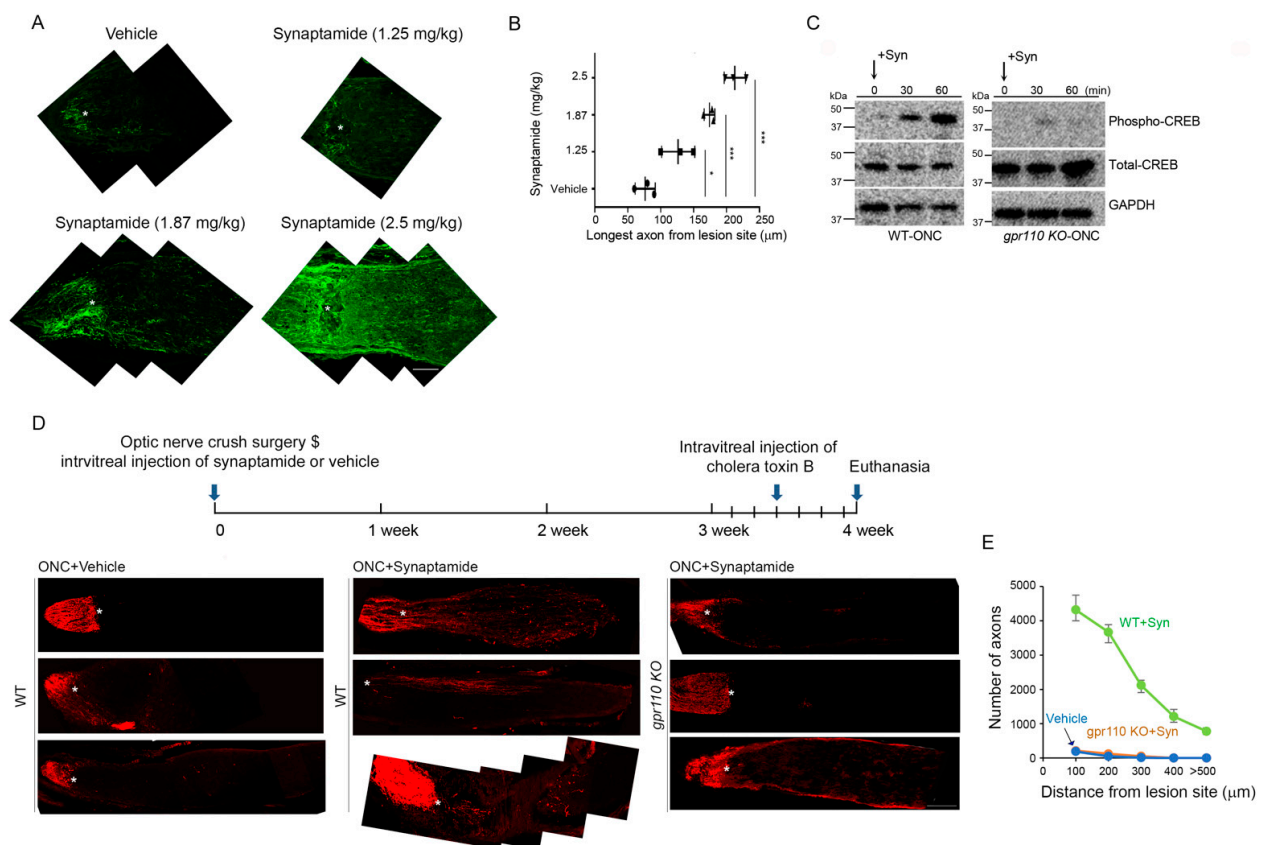 A
Vehicle
Synaptamide (1.25 mg/kg)
Synaptamide (1.87 mg/kg)
Synaptamide (2.5 mg/kg)
*
*
*
*
B
Synaptamide (mg/kg)
2.5
1.87
1.25
Vehicle
*
***
***
0 50 100 150 200 250
Longest axon from lesion site (μm)
C
+Syn
+Syn
kDa 0 30 60
kDa 0 30 60 (min)
50
37
50
37
Phospho-CREB
50
37
50
37
Total-CREB
37
37
GAPDH
WT-ONC
gpr110 KO-ONC
D
Optic nerve crush surgery $
intrvitreal injection of synaptamide or vehicle
Intravitreal injection of
cholera toxin B
Euthanasia
0 1 week 2 week 3 week 4 week
ONC+Vehicle
WT
*
*
*
ONC+Synaptamide
WT
*
*
*
ONC+Synaptamide
gpr110 KO
*
*
*
E
Number of axons
5000
4000
3000
2000
1000
0
WT+Syn
Vehicle
gpr110 KO+Syn
0 100 200 300 400 >500
Distance from lesion site (μm)